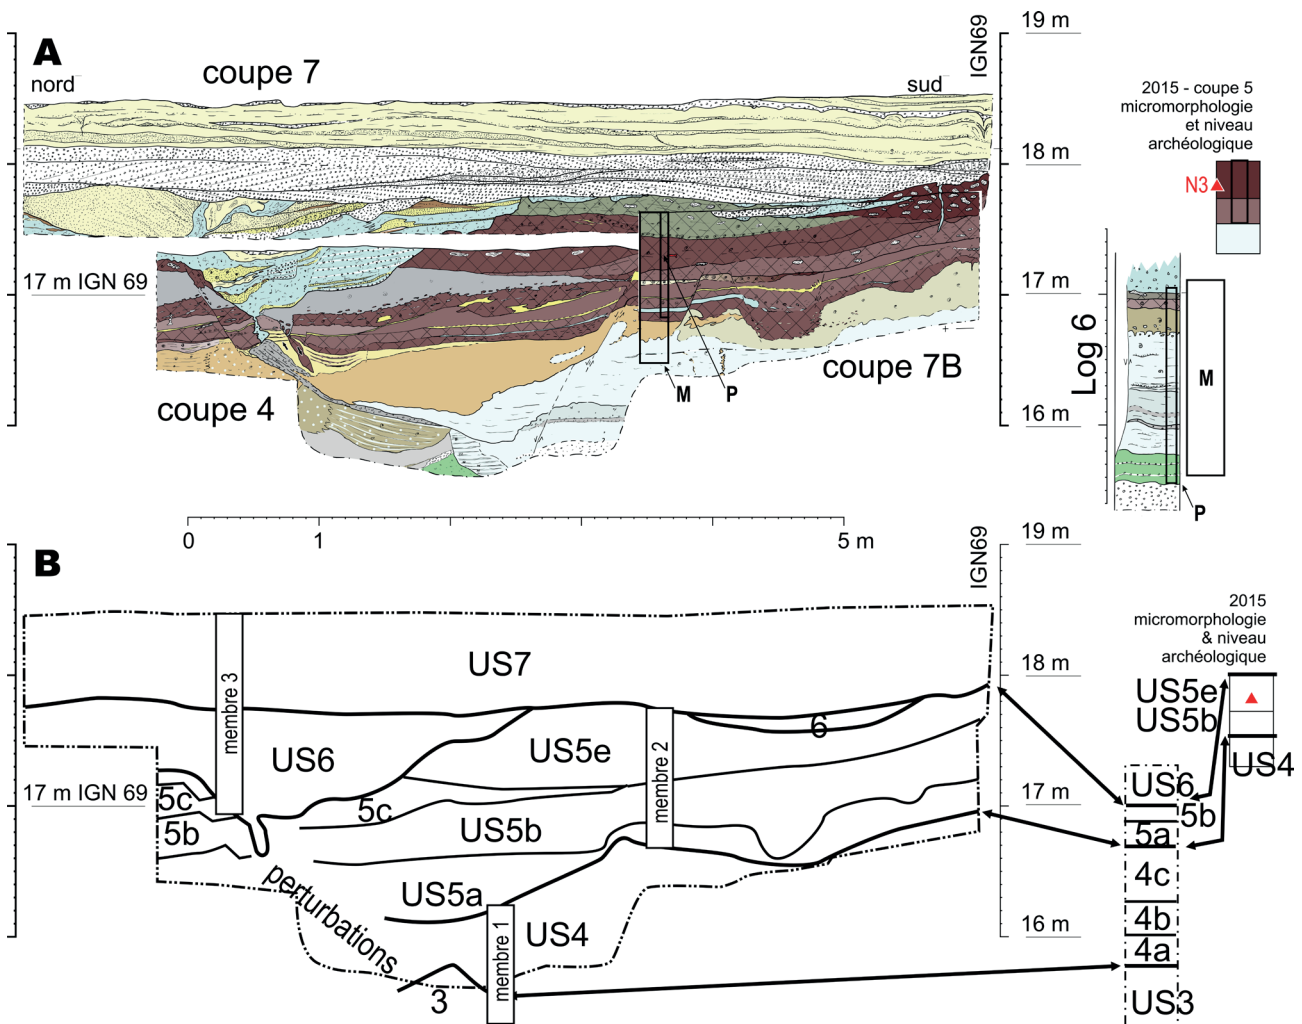 A
coupe 7
nord
sud
IGN69
19 m
18 m
17 m
16 m
17 m IGN 69
coupe 4
coupe 7B
M
P
2015 - coupe 5
micromorphologie
et niveau
archéologique
N3
Log 6
M
P
0
1
5 m
B
IGN69
19 m
18 m
17 m
16 m
17 m IGN 69
US7
membre 3
US6
US5e
6
membre 2
5c
5c
5b
US5b
US5a
perturbations
membre 1
US4
3
2015
micromorphologie
& niveau
archéologique
US5e
US5b
US4
US6
5b
5a
4c
4b
4a
US3